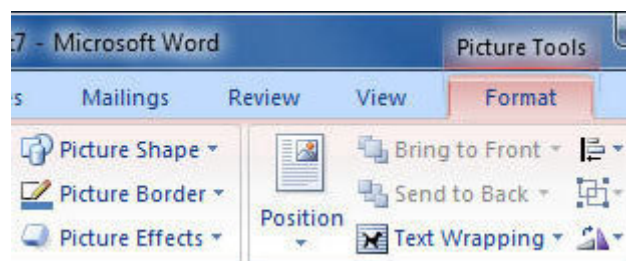 7 - Microsoft Word Picture Tools
s Mailings Review View Format
Picture Shape Bring to Front
Picture Border Send to Back
Position
Picture Effects Text Wrapping